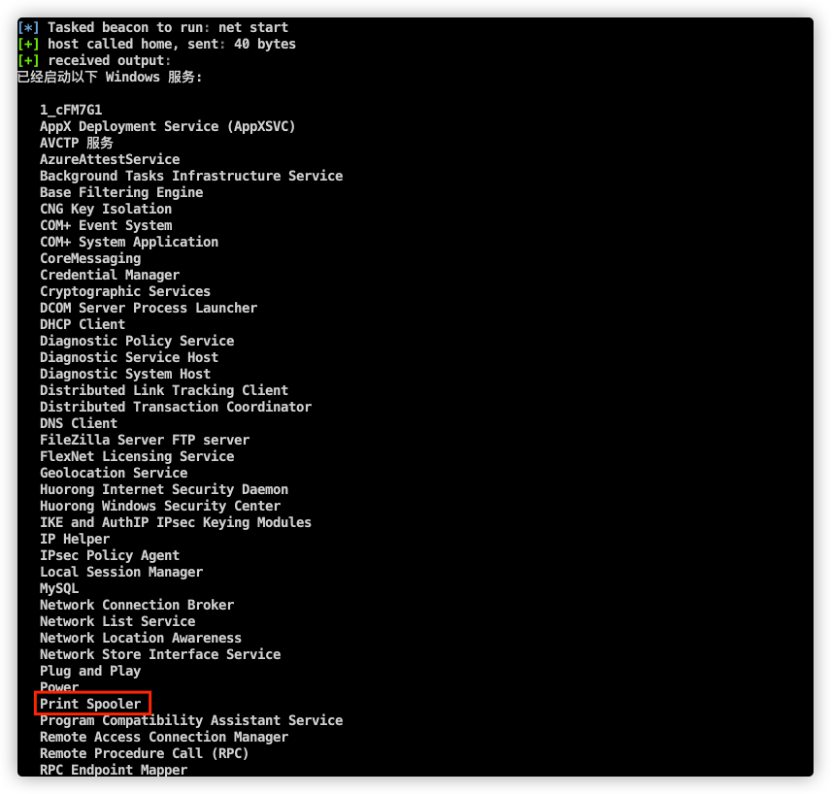 [*] Tasked beacon to run: net start
[+] host called home, sent: 40 bytes
[+] received output:
已经启动以下 Windows 服务:
1_cFM7G1
AppX Deployment Service (AppXSVC)
AVCTP 服务
AzureAttestService
Background Tasks Infrastructure Service
Base Filtering Engine
CNG Key Isolation
COM+ Event System
COM+ System Application
CoreMessaging
Credential Manager
Cryptographic Services
DCOM Server Process Launcher
DHCP Client
Diagnostic Policy Service
Diagnostic Service Host
Diagnostic System Host
Distributed Link Tracking Client
Distributed Transaction Coordinator
DNS Client
FileZilla Server FTP server
FlexNet Licensing Service
Geolocation Service
Huorong Internet Security Daemon
Huorong Windows Security Center
IKE and AuthIP IPsec Keying Modules
IP Helper
IPsec Policy Agent
Local Session Manager
MySQL
Network Connection Broker
Network List Service
Network Location Awareness
Network Store Interface Service
Plug and Play
Power
Print Spooler
Program Compatibility Assistant Service
Remote Access Connection Manager
Remote Procedure Call (RPC)
RPC Endpoint Mapper